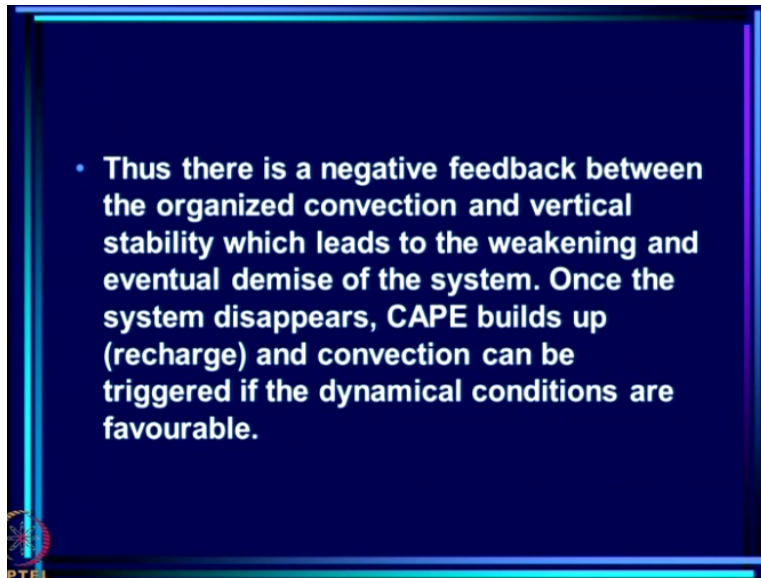 • Thus there is a negative feedback between
the organized convection and vertical
stability which leads to the weakening and
eventual demise of the system. Once the
system disappears, CAPE builds up
(recharge) and convection can be
triggered if the dynamical conditions are
favourable.
PTEL